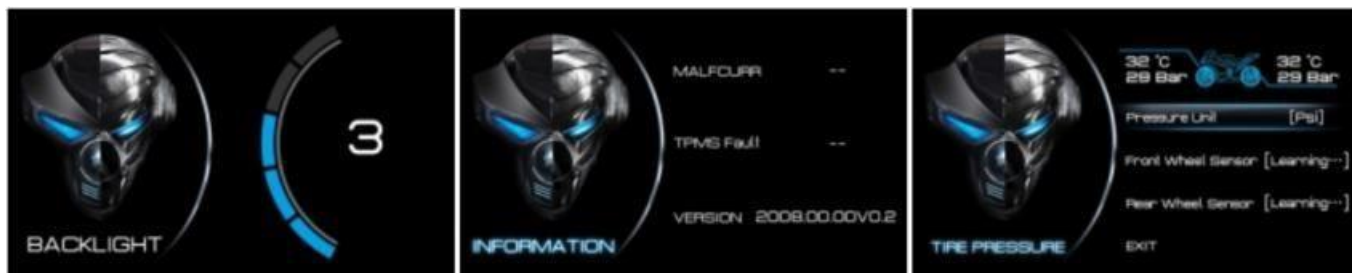 3
BACKLIGHT
MALFCURR --
TPMS Fault --
VERSION 2008.00.00V0.2
INFORMATION
32 °C 32 °C
29 Bar 29 Bar
Pressure Unit [Psi]
Front Wheel Sensor [Learning···]
Rear Wheel Sensor [Learning···]
TIRE PRESSURE EXIT